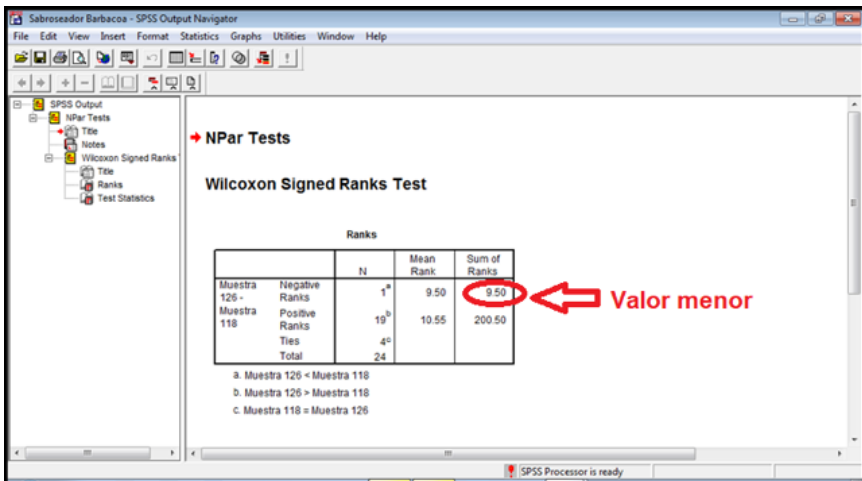 Sabroseador Barbacoa - SPSS Output Navigator
File Edit View Insert Format Statistics Graphs Utilities Window Help
SPSS Output
NPar Tests
Title
Notes
Wilcoxon Signed Ranks
Title
Ranks
Test Statistics
NPar Tests
Wilcoxon Signed Ranks Test
Ranks
N Mean Rank Sum of Ranks
Muestra 126 - Muestra 118 Negative Ranks 1a 9.50 9.50
Positive Ranks 19b 10.55 200.50
Ties 4c
Total 24
a. Muestra 126 < Muestra 118
b. Muestra 126 > Muestra 118
c. Muestra 118 = Muestra 126
Valor menor
SPSS Processor is ready